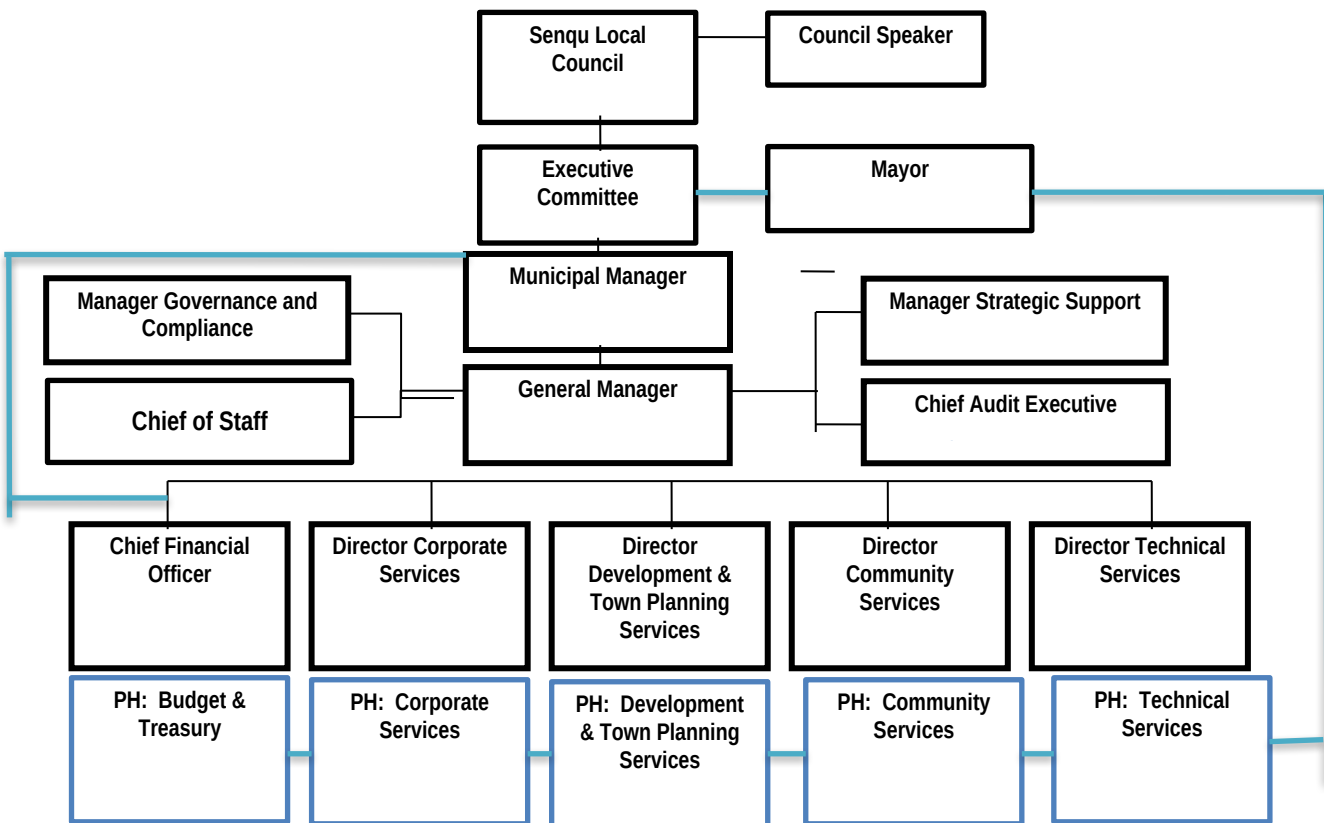 Senqu Local
Council
Council Speaker
Executive
Committee
Mayor
Municipal Manager
Manager Governance and
Compliance
Manager Strategic Support
General Manager
Chief of Staff
Chief Audit Executive
Chief Financial
Officer
Director Corporate
Services
Director
Development &
Town Planning
Services
Director
Community
Services
Director Technical
Services
PH: Budget &
Treasury
PH: Corporate
Services
PH: Development
& Town Planning
Services
PH: Community
Services
PH: Technical
Services